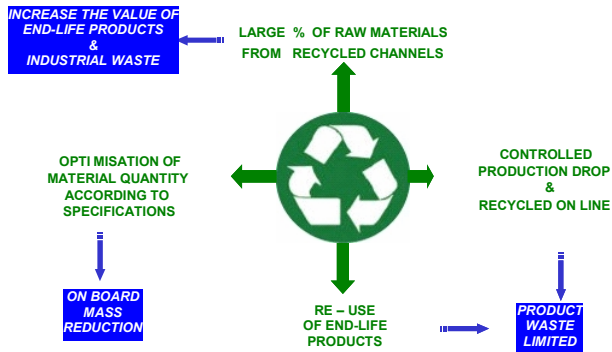 INCREASE THE VALUE OF
END-LIFE PRODUCTS
&
INDUSTRIAL WASTE
LARGE % OF RAW MATERIALS
FROM RECYCLED CHANNELS
OPTI MISATION OF
MATERIAL QUANTITY
ACCORDING TO
SPECIFICATIONS
CONTROLLED
PRODUCTION DROP
&
RECYCLED ON LINE
ON BOARD
MASS
REDUCTION
RE – USE
OF END-LIFE
PRODUCTS
PRODUCT
WASTE
LIMITED